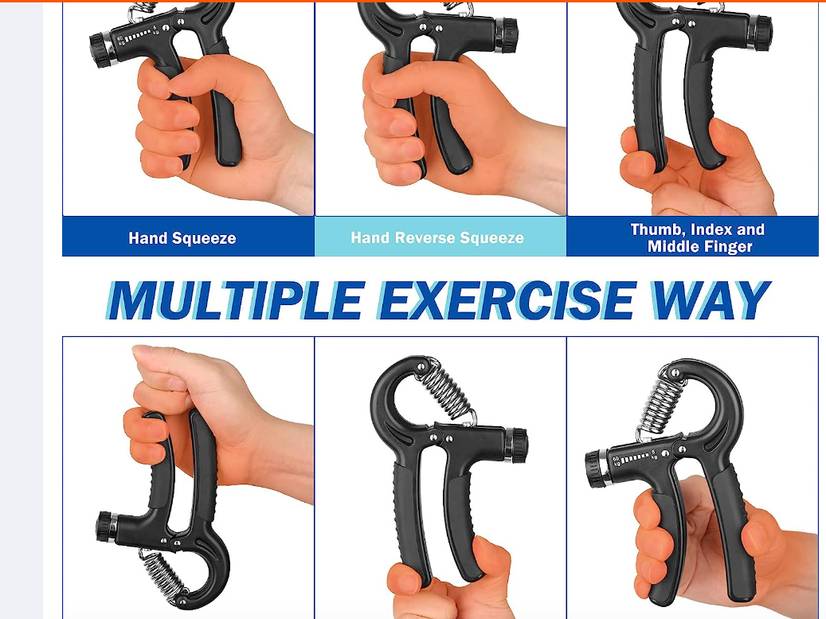 Hand Squeeze
Hand Reverse Squeeze
Thumb, Index and
Middle Finger
MULTIPLE EXERCISE WAY